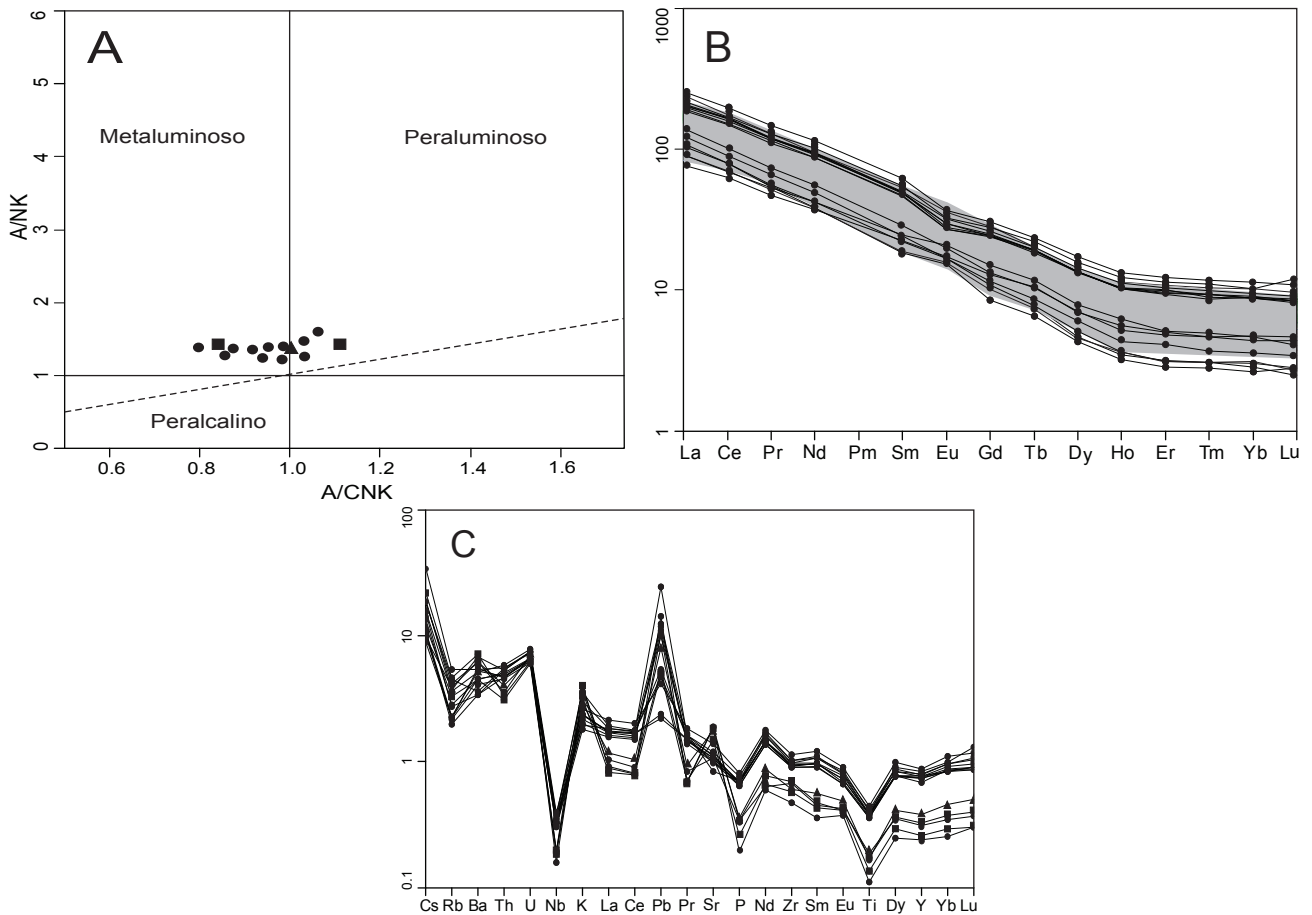 A
6
5
4
3
2
1
0
A/NK
Metaluminoso
Peraluminoso
Peralcalino
0.6 0.8 1.0 1.2 1.4 1.6
A/CNK
B
1000
100
10
1
La Ce Pr Nd Pm Sm Eu Gd Tb Dy Ho Er Tm Yb Lu
C
100
10
1
0.1
Cs Rb Ba Th U Nb K La Ce Pb Pr Sr P Nd Zr Sm Eu Ti Dy Y Yb Lu